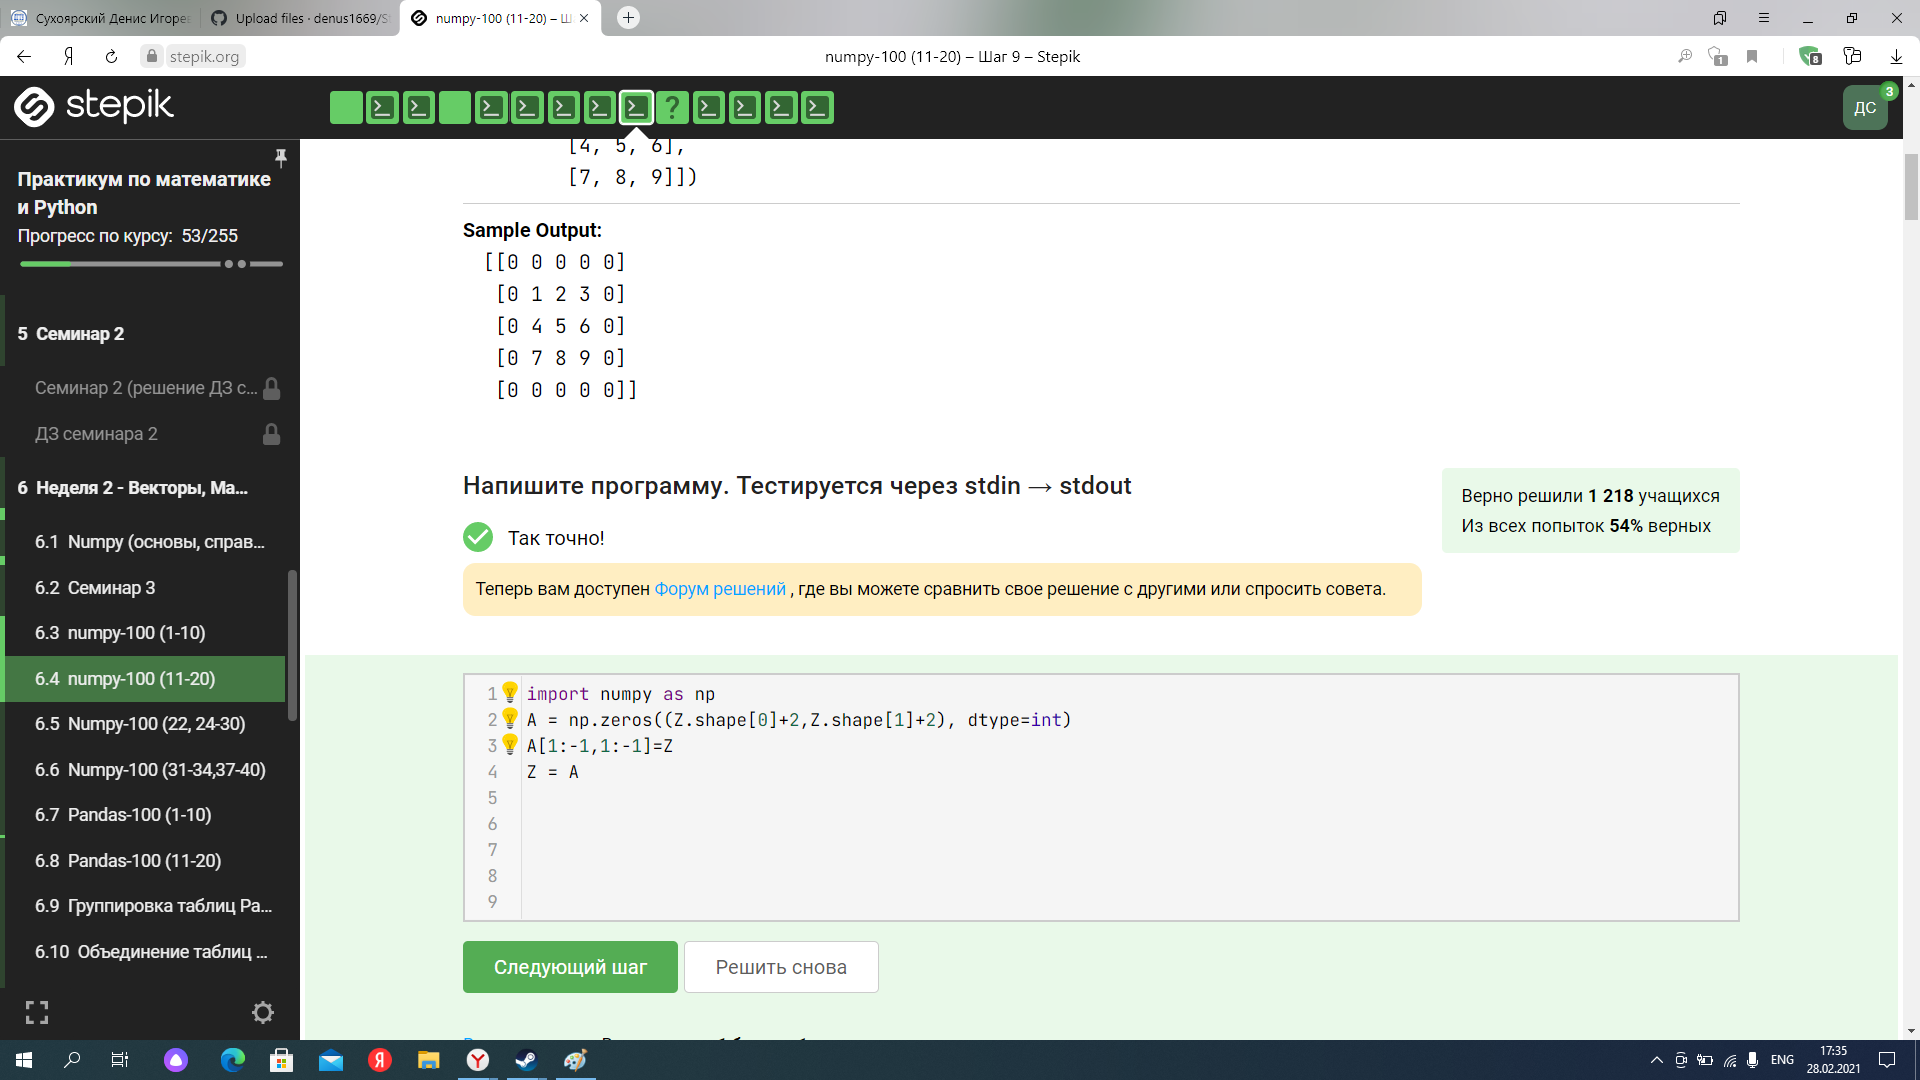 Сухоярский Денис Игорев
Upload files · denus1669/S
numpy-100 (11-20) – Ш
stepik.org
numpy-100 (11-20) – Шаг 9 – Stepik
1
8
stepik
?
ДС
3
Практикум по математике
и Python
Прогресс по курсу: 53/255
5 Семинар 2
Семинар 2 (решение ДЗ с...
ДЗ семинара 2
6 Неделя 2 - Векторы, Ма...
6.1 Numpy (основы, справ...
6.2 Семинар 3
6.3 numpy-100 (1-10)
6.4 numpy-100 (11-20)
6.5 Numpy-100 (22, 24-30)
6.6 Numpy-100 (31-34,37-40)
6.7 Pandas-100 (1-10)
6.8 Pandas-100 (11-20)
6.9 Группировка таблиц Pa...
6.10 Объединение таблиц ...
[4, 5, 6],
[7, 8, 9]])
Sample Output:
[[0 0 0 0 0]
[0 1 2 3 0]
[0 4 5 6 0]
[0 7 8 9 0]
[0 0 0 0 0]]
Напишите программу. Тестируется через stdin → stdout
Верно решили 1 218 учащихся
Из всех попыток 54% верных
Так точно!
Теперь вам доступен Форум решений , где вы можете сравнить свое решение с другими или спросить совета.
1 import numpy as np
2 A = np.zeros((Z.shape[0]+2,Z.shape[1]+2), dtype=int)
3 A[1:-1,1:-1]=Z
4 Z = A
5
6
7
8
9
Следующий шаг
Решить снова
ENG
17:35
28.02.2021